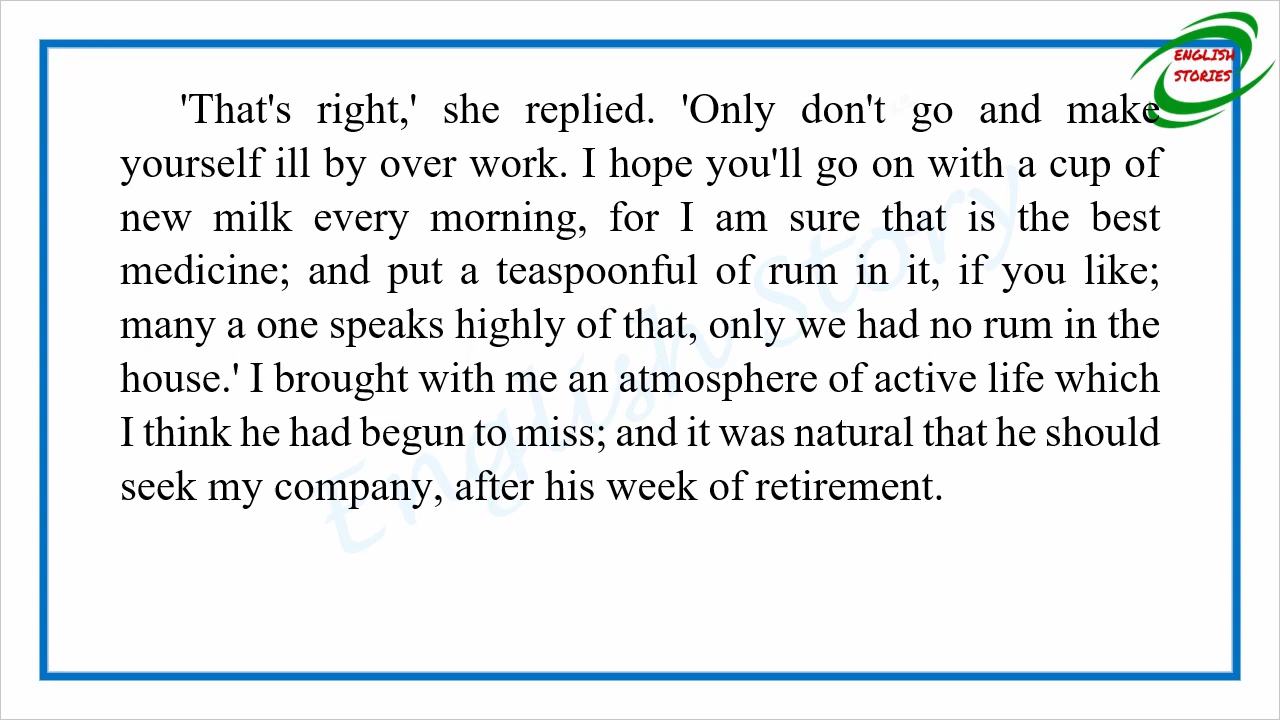 ENGLISH
STORIES
'That's right,' she replied. 'Only don't go and make
yourself ill by over work. I hope you'll go on with a cup of
new milk every morning, for I am sure that is the best
medicine; and put a teaspoonful of rum in it, if you like;
many a one speaks highly of that, only we had no rum in the
house.' I brought with me an atmosphere of active life which
I think he had begun to miss; and it was natural that he should
seek my company, after his week of retirement.
English Story